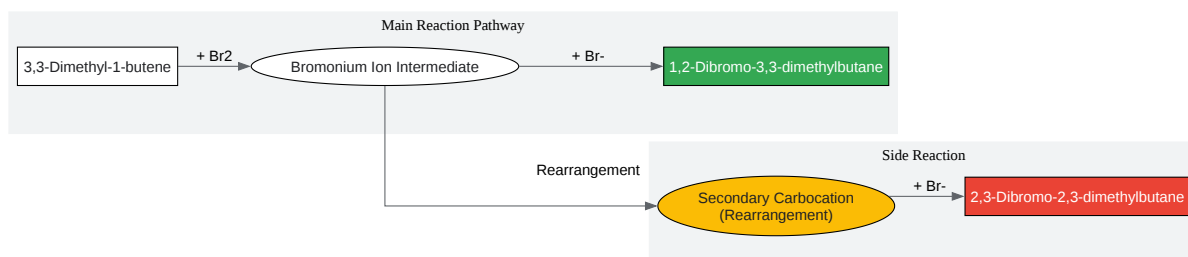 Main Reaction Pathway
3,3-Dimethyl-1-butene
+ Br2
Bromonium Ion Intermediate
+ Br-
1,2-Dibromo-3,3-dimethylbutane
Rearrangement
Side Reaction
Secondary Carbocation
(Rearrangement)
+ Br-
2,3-Dibromo-2,3-dimethylbutane